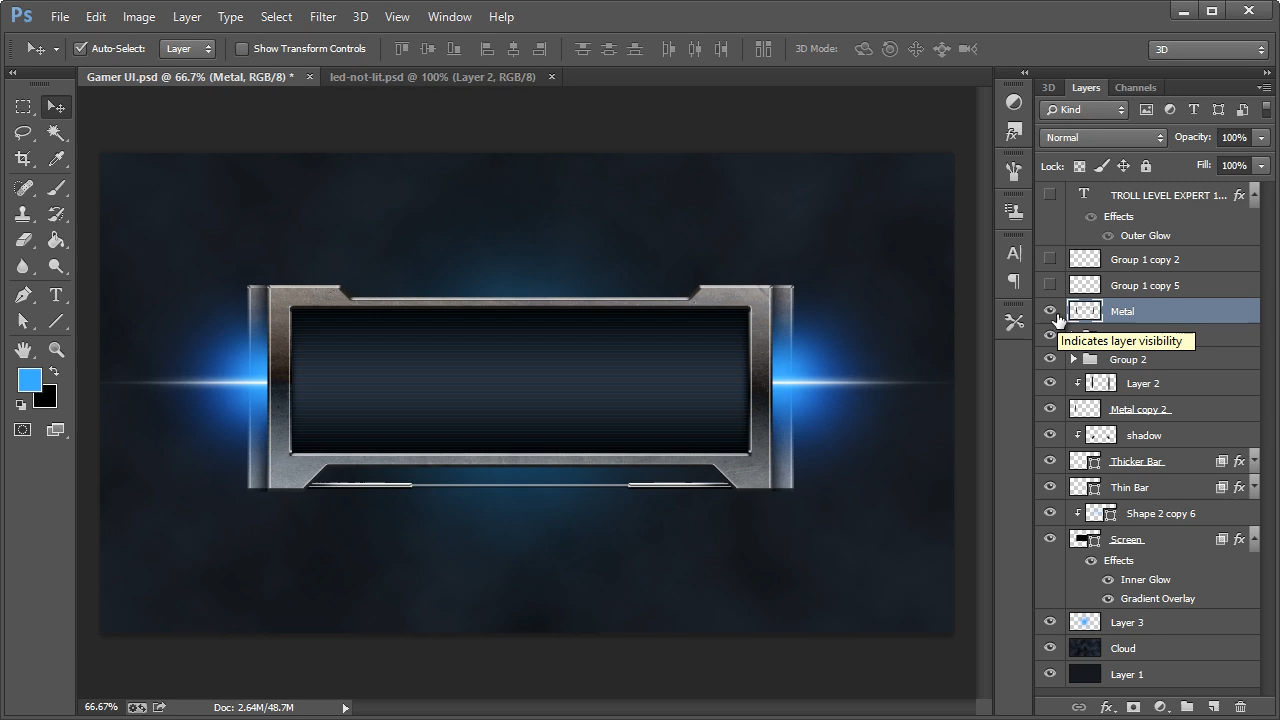 Ps File Edit Image Layer Type Select Filter 3D View Window Help
Auto-Select: Layer Show Transform Controls 3D Mode: 3D
Gamer UI.psd @ 66.7% (Metal, RGB/8) * × led-not-lit.psd @ 100% (Layer 2, RGB/8) ×
3D Layers Channels
Kind
Normal Opacity: 100%
Lock: Fill: 100%
TROLL LEVEL EXPERT 1... fx
Effects
Outer Glow
Group 1 copy 2
Group 1 copy 5
Metal
Indicates layer visibility
Group 2
Layer 2
Metal copy 2
shadow
Thicker Bar fx
Thin Bar fx
Shape 2 copy 6
Screen fx
Effects
Inner Glow
Gradient Overlay
Layer 3
Cloud
Layer 1
66.67% Doc: 2.64M/48.7M